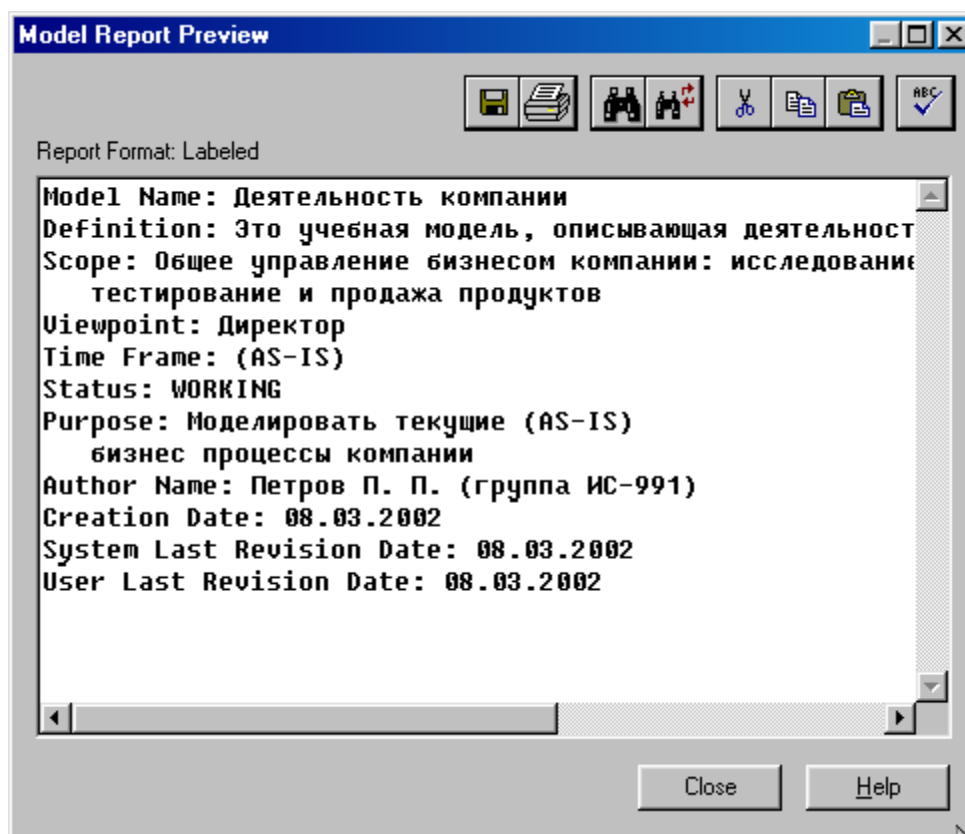 Model Report Preview
ABC
Report Format: Labeled
Model Name: Деятельность компании
Definition: Это учебная модель, описывающая деятельност
Scope: Общее управление бизнесом компании: исследование
тестирование и продажа продуктов
Viewpoint: Директор
Time Frame: (AS-IS)
Status: WORKING
Purpose: Моделировать текущие (AS-IS)
бизнес процессы компании
Author Name: Петров П. П. (группа ИС-991)
Creation Date: 08.03.2002
System Last Revision Date: 08.03.2002
User Last Revision Date: 08.03.2002
Close Help